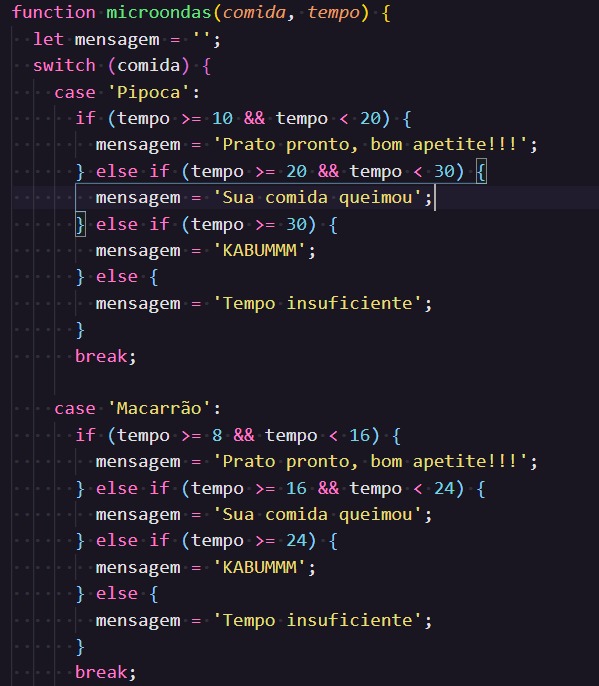 function microondas(comida, tempo) {
let mensagem = '';
switch (comida) {
case 'Pipoca':
if (tempo >= 10 && tempo < 20) {
mensagem = 'Prato pronto, bom apetite!!!';
} else if (tempo >= 20 && tempo < 30) {
mensagem = 'Sua comida queimou';
} else if (tempo >= 30) {
mensagem = 'KABUMMM';
} else {
mensagem = 'Tempo insuficiente';
}
break;
case 'Macarrão':
if (tempo >= 8 && tempo < 16) {
mensagem = 'Prato pronto, bom apetite!!!';
} else if (tempo >= 16 && tempo < 24) {
mensagem = 'Sua comida queimou';
} else if (tempo >= 24) {
mensagem = 'KABUMMM';
} else {
mensagem = 'Tempo insuficiente';
}
break;